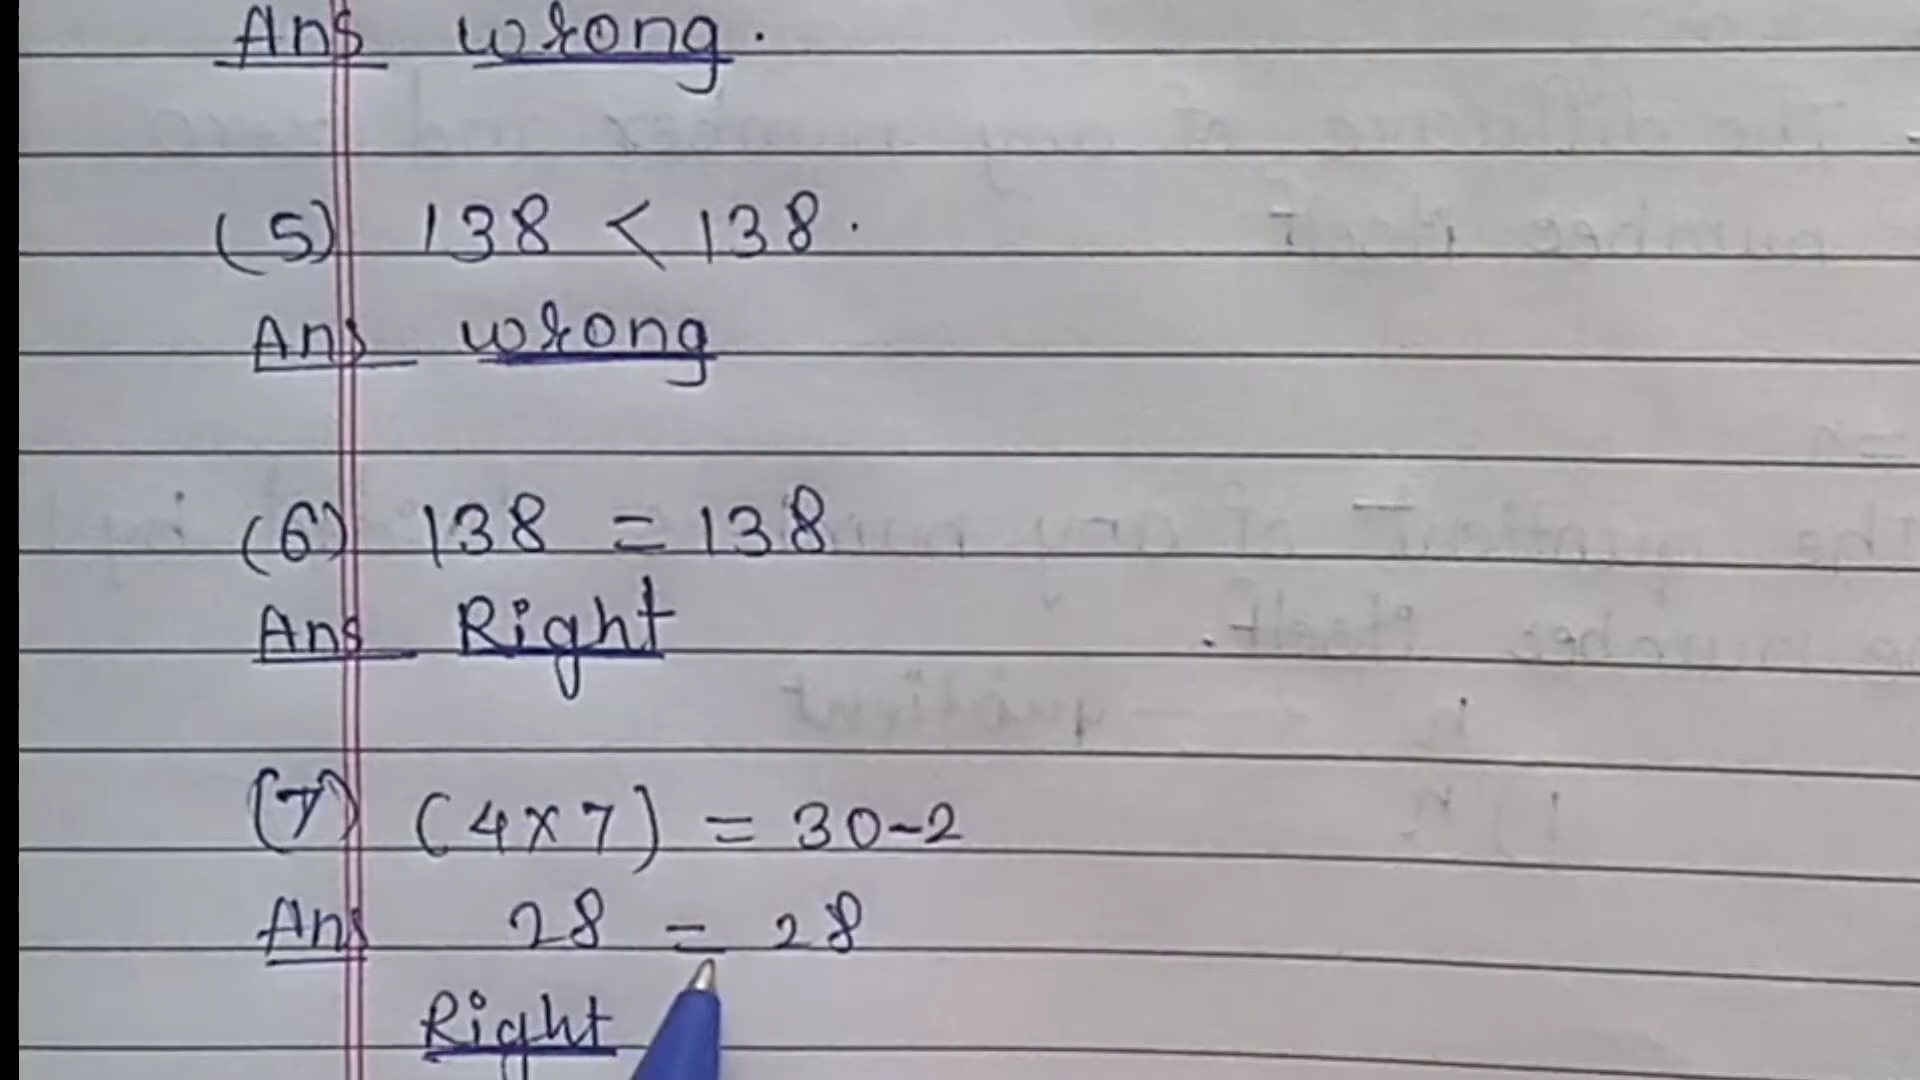 Ans wrong.
(5) 138 < 138.
Ans wrong
(6) 138 = 138
Ans Right
(7) (4×7) = 30-2
Ans 28 = 28
Right